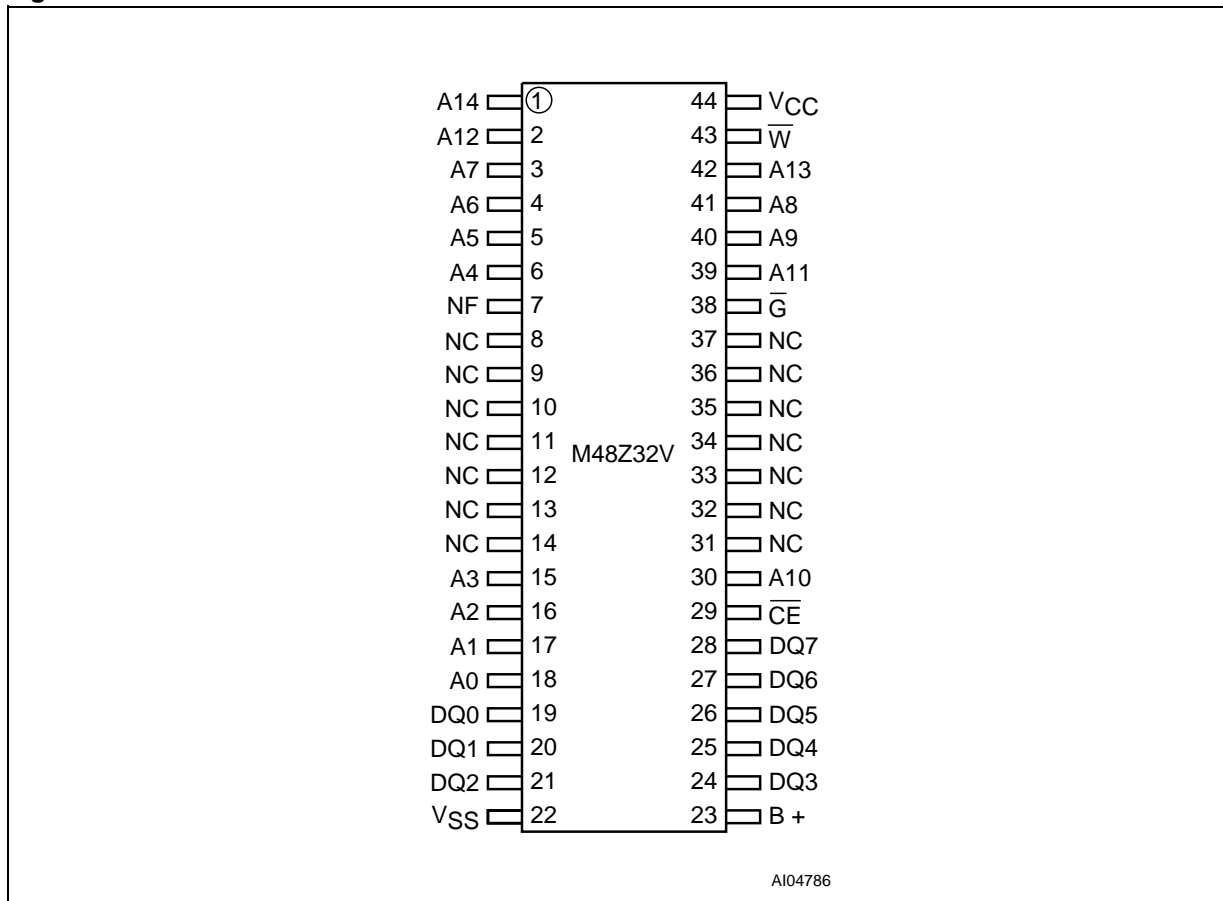 A14 1 44 VCC
A12 2 43 W̅
A7 3 42 A13
A6 4 41 A8
A5 5 40 A9
A4 6 39 A11
NF 7 38 G̅
NC 8 37 NC
NC 9 36 NC
NC 10 35 NC
NC 11 M48Z32V 34 NC
NC 12 33 NC
NC 13 32 NC
NC 14 31 NC
A3 15 30 A10
A2 16 29 C̅E̅
A1 17 28 DQ7
A0 18 27 DQ6
DQ0 19 26 DQ5
DQ1 20 25 DQ4
DQ2 21 24 DQ3
VSS 22 23 B +
AI04786